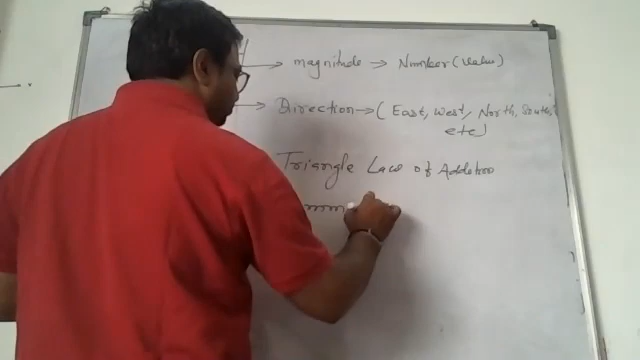 → magnitude → Number (Value)
→ Direction → ( East, West, North, South,
etc)
Triangle Law of Addition